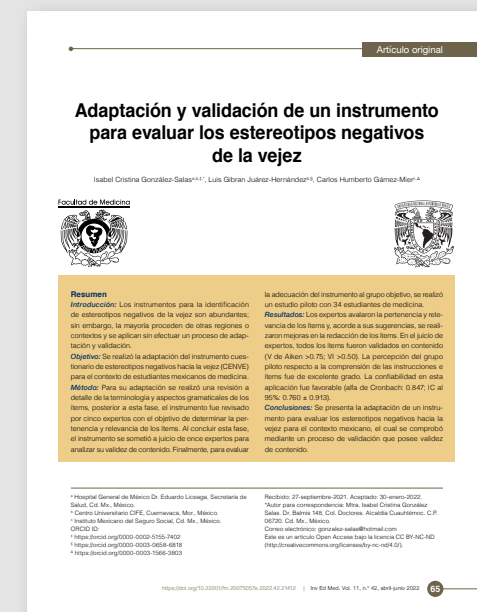 Artículo original
Adaptación y validación de un instrumento
para evaluar los estereotipos negativos
de la vejez
Isabel Cristina González-Salas, Luis Gibran Juárez-Hernández, Carlos Humberto Gámez-Mier
Facultad de Medicina
Resumen
Introducción: Los instrumentos para la identificación
de estereotipos negativos de la vejez son abundantes;
sin embargo, la mayoría proceden de otras regiones
o contextos y se aplican sin efectuar un proceso de adap-
tación y validación.
Objetivo: Se realizó la adaptación del instrumento cues-
tionario de estereotipos negativos hacia la vejez (CENVE)
para el contexto de estudiantes mexicanos de medicina.
Método: Para su adaptación se realizó una revisión a
detalle de la terminología y aspectos gramaticales de los
ítems, posterior a esta fase, el instrumento fue revisado
por cinco expertos con el objetivo de determinar la per-
tenencia y relevancia de los ítems. Al concluir esta fase,
el instrumento se sometió a juicio de once expertos para
analizar su validez de contenido. Finalmente, para evaluar
la adecuación del instrumento al grupo objetivo, se realizó
un estudio piloto con 34 estudiantes de medicina.
Resultados: Los expertos avalaron la pertenencia y rele-
vancia de los ítems y, acorde a sus sugerencias, se reali-
zaron mejoras en la redacción de los ítems. En el juicio de
expertos, todos los ítems fueron validados en contenido
(V de Aiken >0.75; VI >0.50). La percepción del grupo
piloto respecto a la comprensión de las instrucciones e
ítems fue de excelente grado. La confiabilidad en esta
aplicación fue favorable (alfa de Cronbach: 0.847; IC al
95%: 0.760 ± 0.913).
Conclusiones: Se presenta la adaptación de un instru-
mento para evaluar los estereotipos negativos hacia la
vejez para el contexto mexicano, el cual se comprobó
mediante un proceso de validación que posee validez
de contenido.
Hospital General de México Dr. Eduardo Liceaga, Secretaría de
Salud, Cd. Mx., México.
Centro Universitario CIFE, Cuernavaca, Mor., México.
Instituto Mexicano del Seguro Social, Cd. Mx., México.
ORCID ID:
https://orcid.org/0000-0002-5155-7402
https://orcid.org/0000-0003-0658-6818
https://orcid.org/0000-0003-1566-3803
Recibido: 27-septiembre-2021. Aceptado: 30-enero-2022.
*Autor para correspondencia: Mtra. Isabel Cristina González
Salas. Dr. Balmis 148, Col. Doctores. Alcaldía Cuauhtémoc. C.P.
06720. Cd. Mx., México.
Correo electrónico: gonzalez-salas@hotmail.com
Este es un artículo Open Access bajo la licencia CC BY-NC-ND
(http://creativecommons.org/licenses/by-nc-nd/4.0/).
https://doi.org/10.22201/fm.20075057e.2022.42.21412 | Inv Ed Med. Vol. 11, n.º 42, abril-junio 2022 65